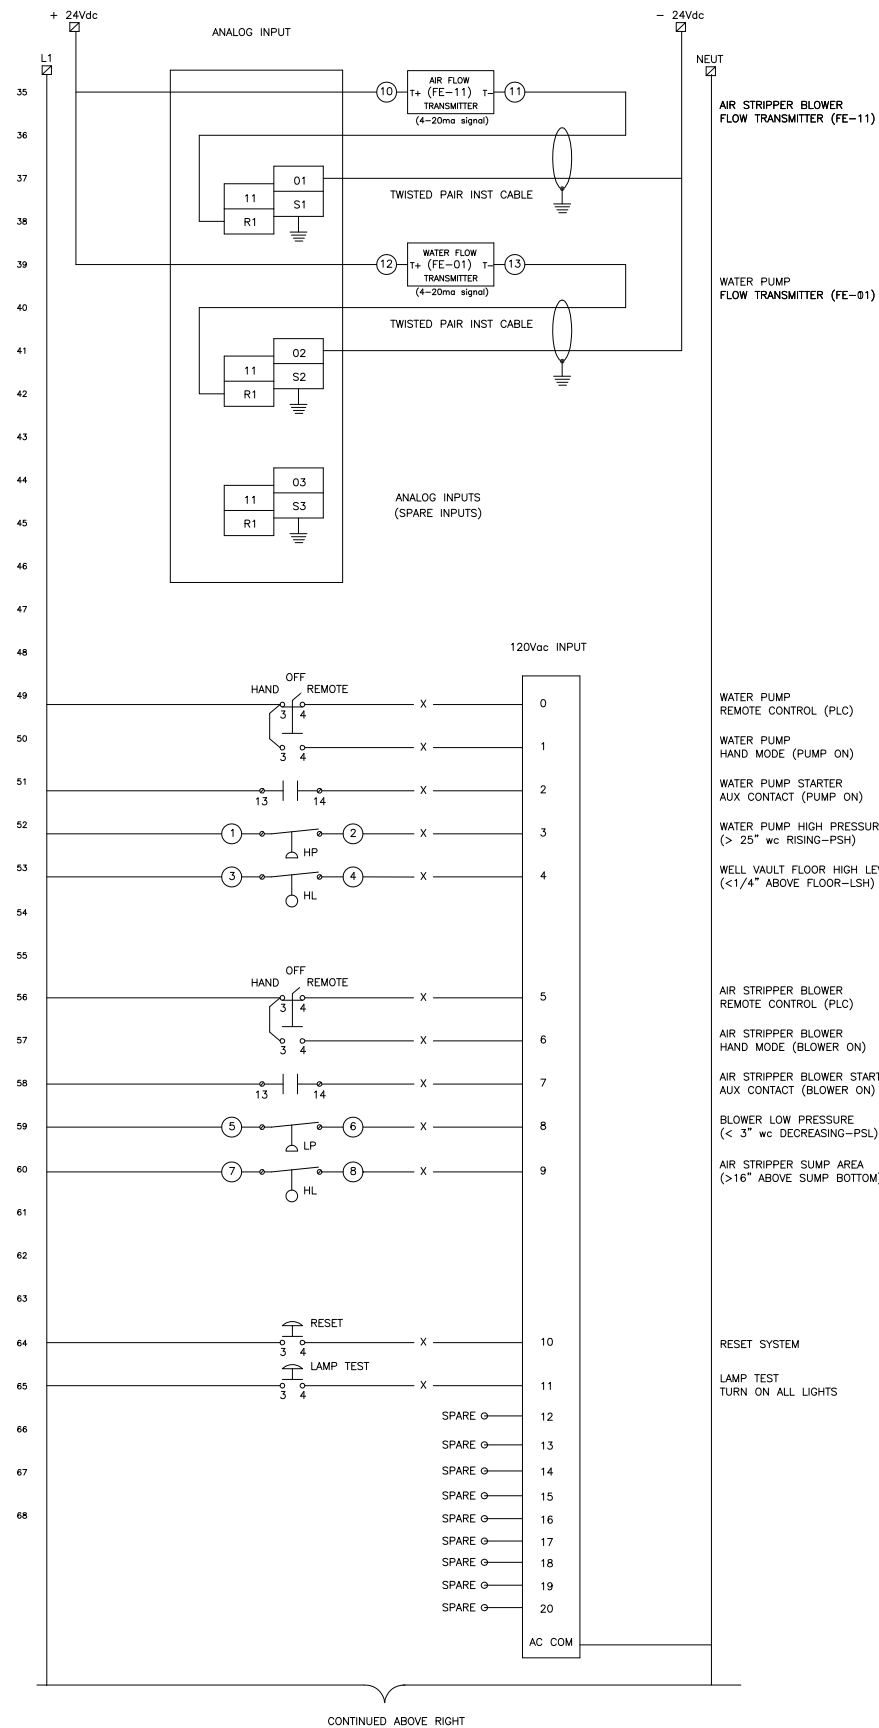 + 24Vdc
- 24Vdc
ANALOG INPUT
L1
NEUT
35
10
T+
AIR FLOW
(FE-11)
TRANSMITTER
T-
11
(4-20ma signal)
AIR STRIPPER BLOWER
FLOW TRANSMITTER (FE-11)
36
37
01
11
S1
R1
TWISTED PAIR INST CABLE
38
39
12
T+
WATER FLOW
(FE-01)
TRANSMITTER
T-
13
(4-20ma signal)
WATER PUMP
FLOW TRANSMITTER (FE-01)
40
TWISTED PAIR INST CABLE
41
02
11
S2
R1
42
43
44
03
11
S3
R1
ANALOG INPUTS
(SPARE INPUTS)
45
46
47
48
120Vac INPUT
49
OFF
HAND
REMOTE
3 4
X
0
WATER PUMP
REMOTE CONTROL (PLC)
50
3 4
X
1
WATER PUMP
HAND MODE (PUMP ON)
51
13
14
X
2
WATER PUMP STARTER
AUX CONTACT (PUMP ON)
52
1
2
HP
X
3
WATER PUMP HIGH PRESSUR
(> 25" wc RISING-PSH)
53
3
4
HL
X
4
WELL VAULT FLOOR HIGH LEV
(<1/4" ABOVE FLOOR-LSH)
54
55
56
OFF
HAND
REMOTE
3 4
X
5
AIR STRIPPER BLOWER
REMOTE CONTROL (PLC)
57
3 4
X
6
AIR STRIPPER BLOWER
HAND MODE (BLOWER ON)
58
13
14
X
7
AIR STRIPPER BLOWER START
AUX CONTACT (BLOWER ON)
59
5
6
LP
X
8
BLOWER LOW PRESSURE
(< 3" wc DECREASING-PSL)
60
7
8
HL
X
9
AIR STRIPPER SUMP AREA
(>16" ABOVE SUMP BOTTOM)
61
62
63
64
RESET
3 4
X
10
RESET SYSTEM
65
LAMP TEST
3 4
X
11
LAMP TEST
TURN ON ALL LIGHTS
SPARE 12
66
SPARE 13
67
SPARE 14
SPARE 15
68
SPARE 16
SPARE 17
SPARE 18
SPARE 19
SPARE 20
AC COM
CONTINUED ABOVE RIGHT